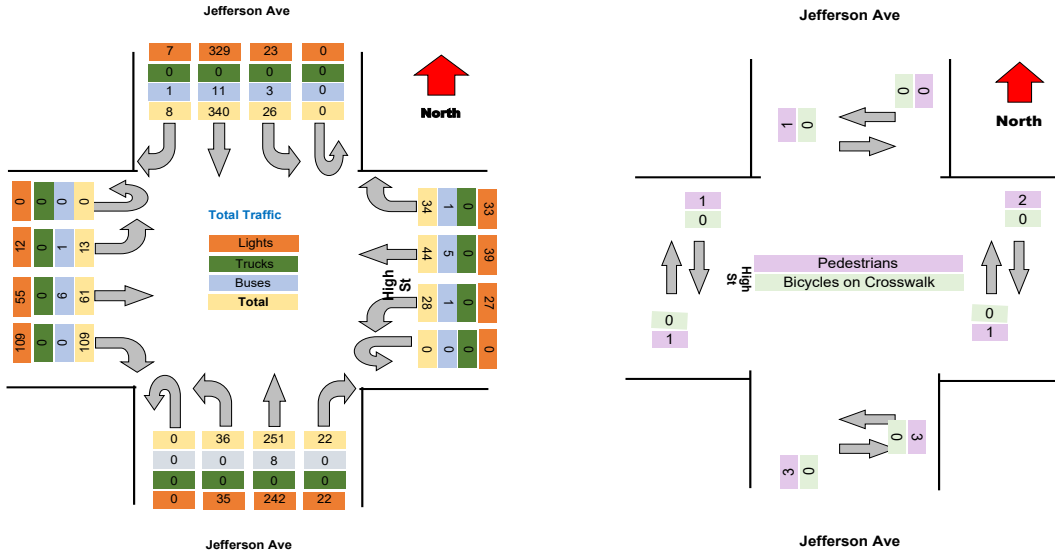 Jefferson Ave
7 329 23 0
0 0 0 0
1 11 3 0
8 340 26 0
North
0 0 0 0
12 0 1 13
55 0 6 61
109 0 0 109
Total Traffic
Lights
Trucks
Buses
Total
High
St
34 1 0 33
44 5 0 39
28 1 0 27
0 0 0 0
0 36 251 22
0 0 8 0
0 0 0 0
0 35 242 22
Jefferson Ave
Jefferson Ave
1 0
0 0
North
1
0
2
0
High
St
Pedestrians
Bicycles on Crosswalk
0
1
0
1
3 0
0 3
Jefferson Ave